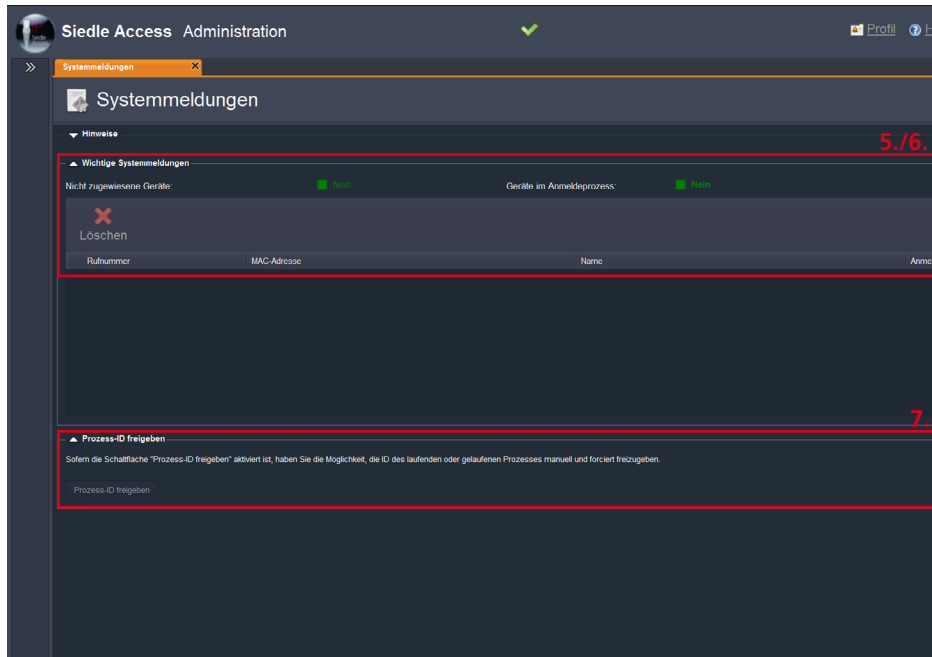 Siedle Access Administration
Profil
Systemmeldungen
Systemmeldungen
Hinweise
5./6.
Wichtige Systemmeldungen
Nicht zugewiesene Geräte: Nein Geräte im Anmeldeprozess: Nein
Löschen
Rufnummer MAC-Adresse Name Anme
7.
Prozess-ID freigeben
Sofern die Schaltfläche "Prozess-ID freigeben" aktiviert ist, haben Sie die Möglichkeit, die ID des laufenden oder gelaufenen Prozesses manuell und forciert freizugeben.
Prozess-ID freigeben